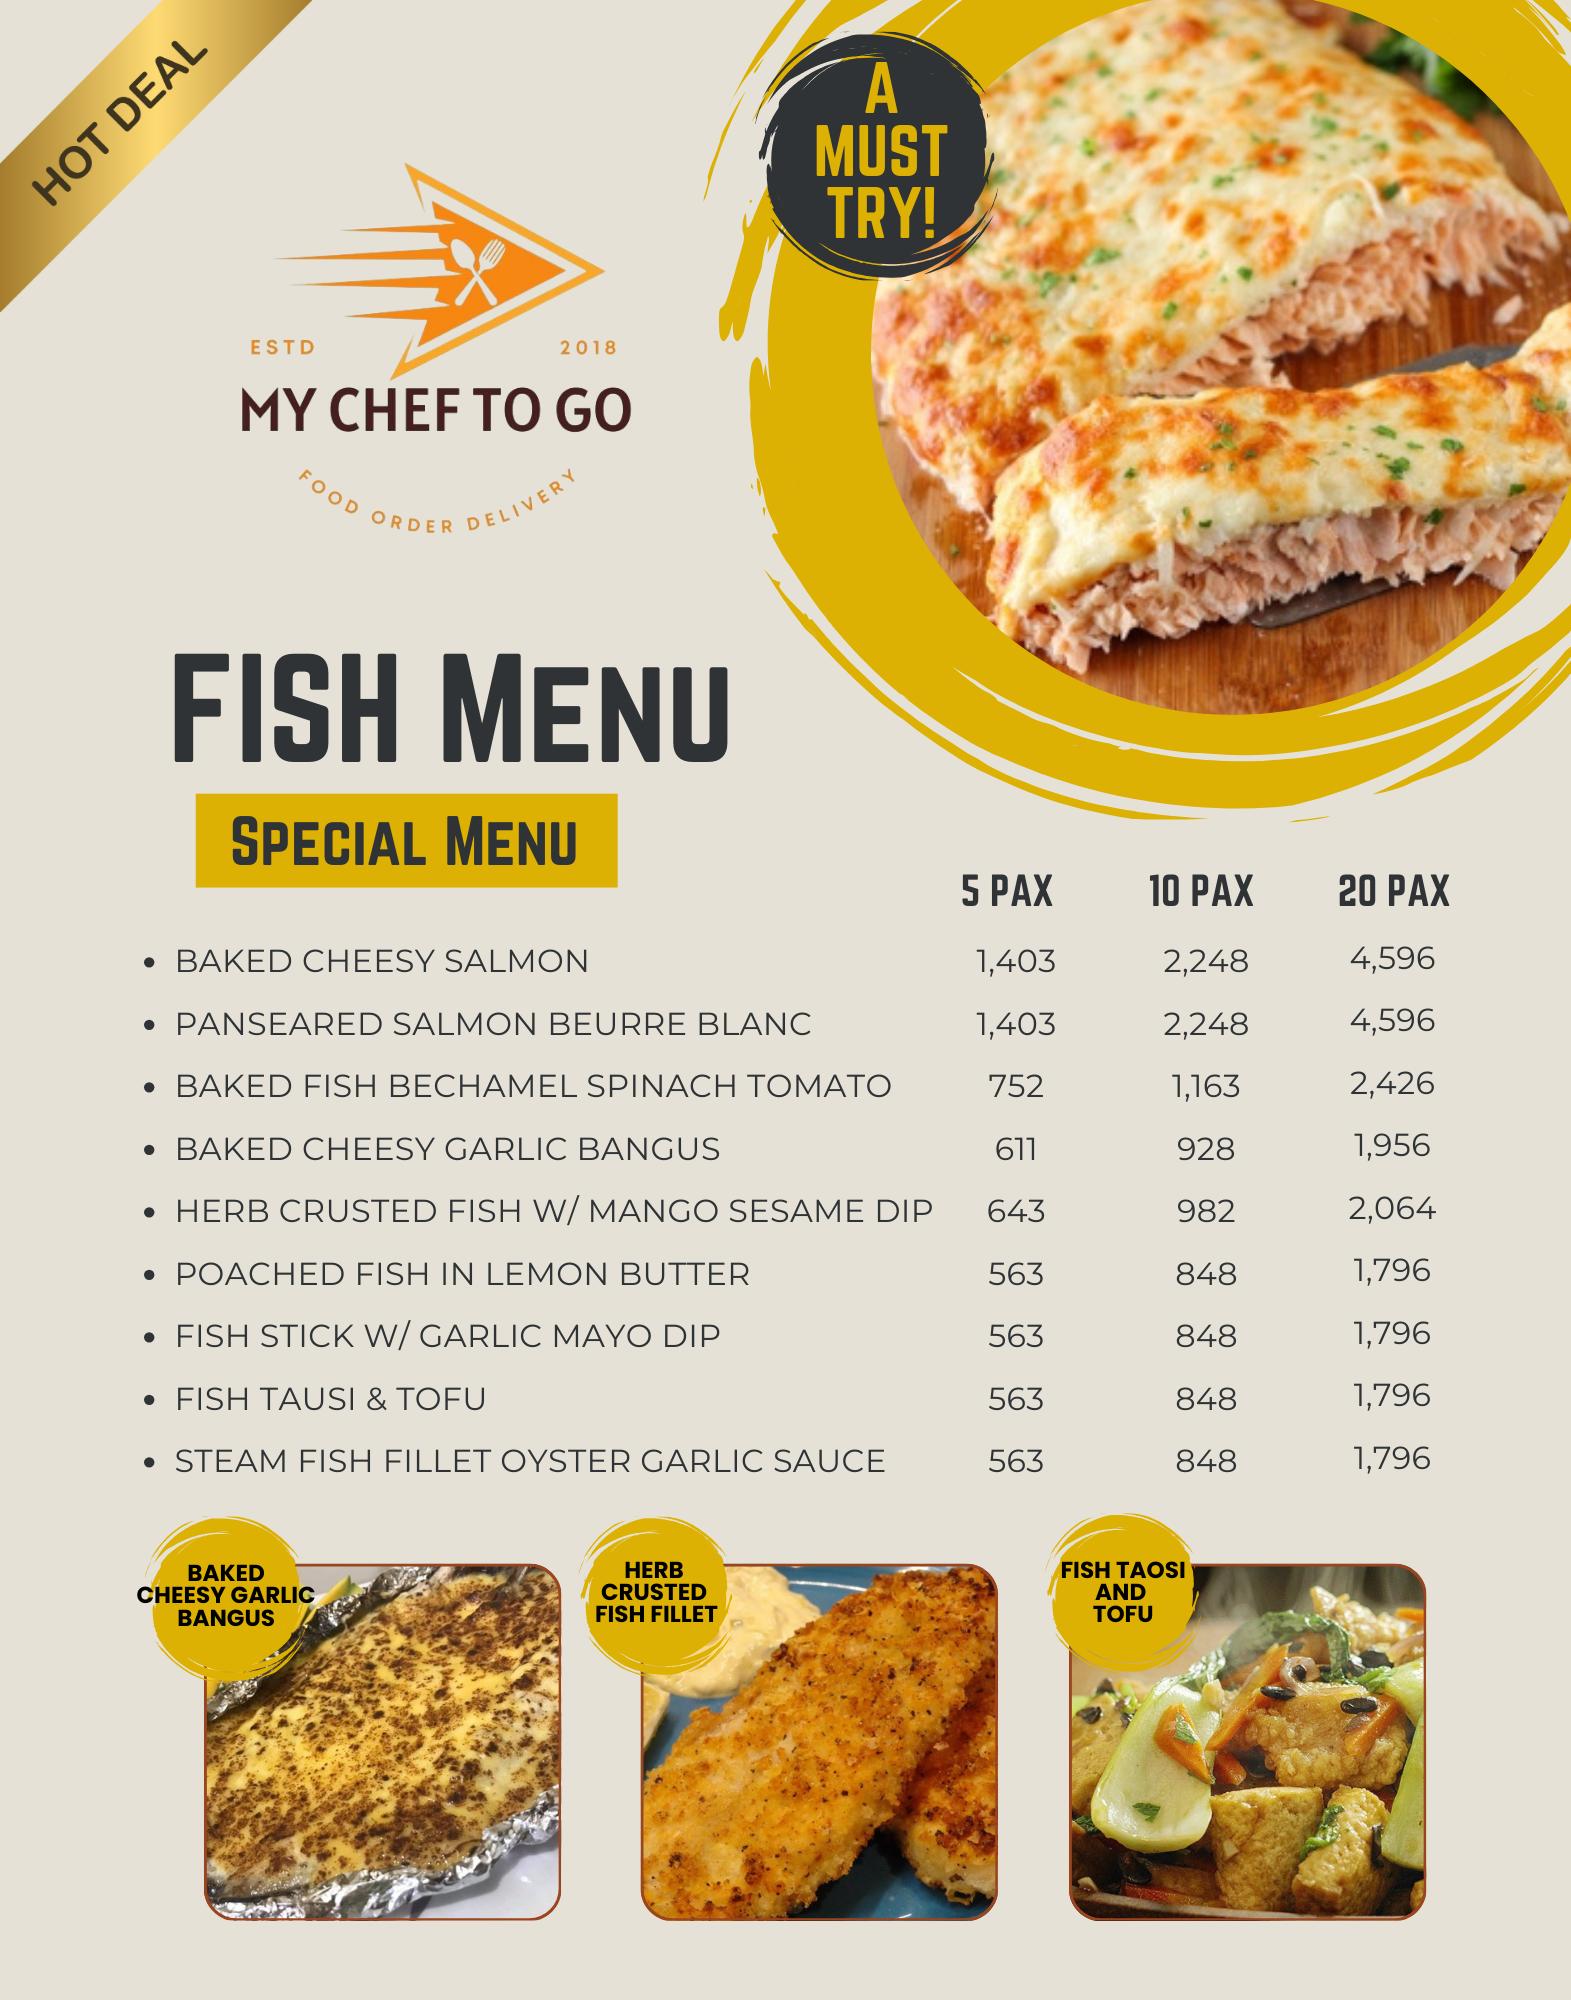 HOT DEAL
A
MUST
TRY!
ESTD 2018
MY CHEF TO GO
FOOD ORDER DELIVERY
FISH MENU
SPECIAL MENU
5 PAX 10 PAX 20 PAX
• BAKED CHEESY SALMON 1,403 2,248 4,596
• PANSEARED SALMON BEURRE BLANC 1,403 2,248 4,596
• BAKED FISH BECHAMEL SPINACH TOMATO 752 1,163 2,426
• BAKED CHEESY GARLIC BANGUS 611 928 1,956
• HERB CRUSTED FISH W/ MANGO SESAME DIP 643 982 2,064
• POACHED FISH IN LEMON BUTTER 563 848 1,796
• FISH STICK W/ GARLIC MAYO DIP 563 848 1,796
• FISH TAUSI & TOFU 563 848 1,796
• STEAM FISH FILLET OYSTER GARLIC SAUCE 563 848 1,796
BAKED
CHEESY GARLIC
BANGUS
HERB
CRUSTED
FISH FILLET
FISH TAOSI
AND
TOFU